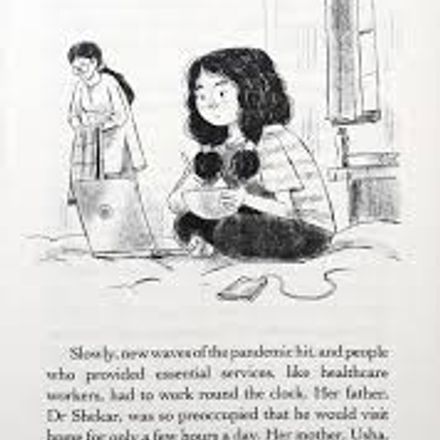 Slowly, new waves of the pandemic hit, and people
who provided essential services, like healthcare
workers, had to work round the clock. Her father,
Dr Shekar, was so preoccupied that he would visit
home for only a few hours a day. Her mother, Usha,